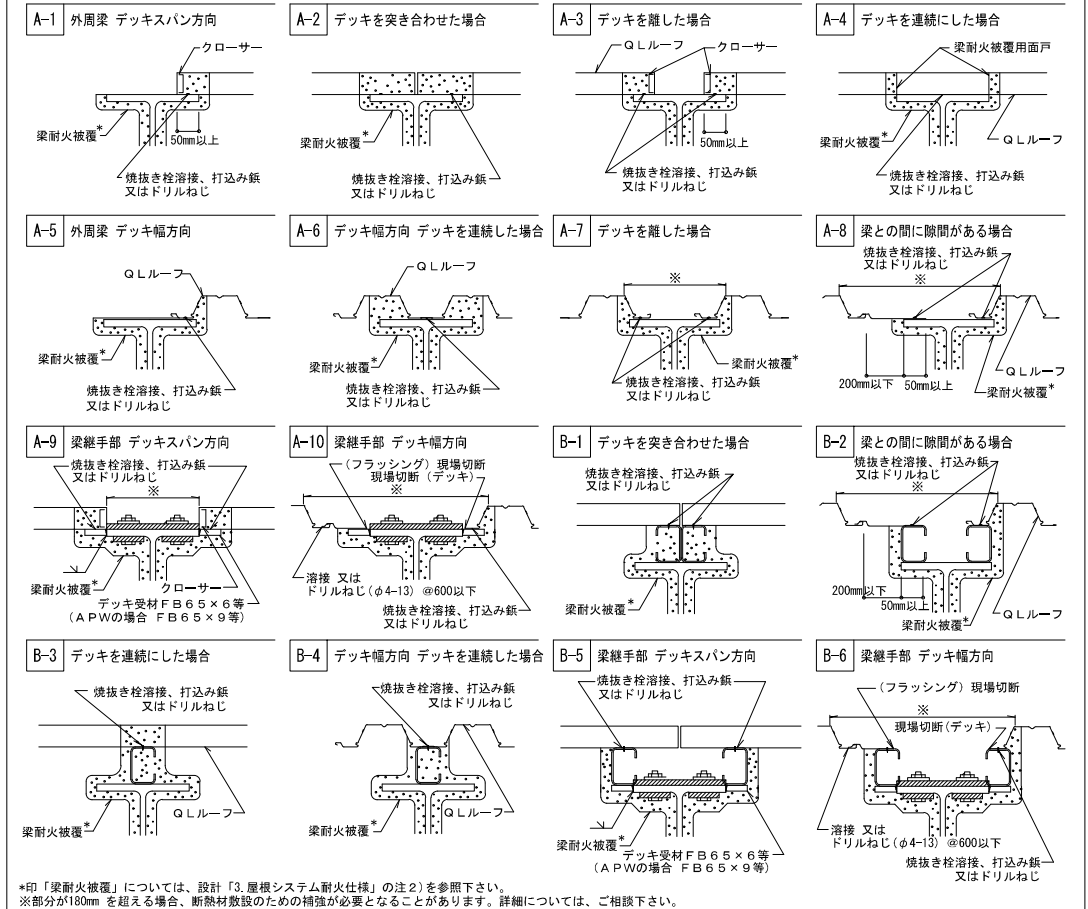 A-1 外周梁 デッキスパン方向
クローサー
梁耐火被覆*
50mm以上
焼抜き栓溶接、打込み鋲
又はドリルねじ
A-2 デッキを突き合わせた場合
梁耐火被覆*
焼抜き栓溶接、打込み鋲
又はドリルねじ
A-3 デッキを離した場合
QLルーフ
クローサー
梁耐火被覆*
50mm以上
焼抜き栓溶接、打込み鋲
又はドリルねじ
A-4 デッキを連続にした場合
梁耐火被覆用面戸
梁耐火被覆*
QLルーフ
焼抜き栓溶接、打込み鋲
又はドリルねじ
A-5 外周梁 デッキ幅方向
QLルーフ
梁耐火被覆*
焼抜き栓溶接、打込み鋲
又はドリルねじ
A-6 デッキ幅方向 デッキを連続した場合
QLルーフ
梁耐火被覆*
焼抜き栓溶接、打込み鋲
又はドリルねじ
A-7 デッキを離した場合
※
梁耐火被覆*
焼抜き栓溶接、打込み鋲
又はドリルねじ
A-8 梁との間に隙間がある場合
焼抜き栓溶接、打込み鋲
又はドリルねじ
※
QLルーフ
200mm以下
50mm以上
梁耐火被覆*
A-9 梁継手部 デッキスパン方向
焼抜き栓溶接、打込み鋲
又はドリルねじ
※
梁耐火被覆*
クローサー
デッキ受材FB65×6等
(APWの場合 FB65×9等)
A-10 梁継手部 デッキ幅方向
(フラッシング)現場切断
現場切断(デッキ)
※
溶接 又は
ドリルねじ(φ4-13) @600以下
焼抜き栓溶接、打込み鋲
又はドリルねじ
B-1 デッキを突き合わせた場合
焼抜き栓溶接、打込み鋲
又はドリルねじ
梁耐火被覆*
B-2 梁との間に隙間がある場合
焼抜き栓溶接、打込み鋲
又はドリルねじ
※
200mm以下
50mm以上
QLルーフ
梁耐火被覆*
B-3 デッキを連続にした場合
焼抜き栓溶接、打込み鋲
又はドリルねじ
QLルーフ
梁耐火被覆*
B-4 デッキ幅方向 デッキを連続した場合
焼抜き栓溶接、打込み鋲
又はドリルねじ
QLルーフ
梁耐火被覆*
B-5 梁継手部 デッキスパン方向
焼抜き栓溶接、打込み鋲
又はドリルねじ
梁耐火被覆*
デッキ受材FB65×6等
(APWの場合 FB65×9等)
B-6 梁継手部 デッキ幅方向
(フラッシング)現場切断
※
現場切断(デッキ)
溶接 又は
ドリルねじ(φ4-13) @600以下
焼抜き栓溶接、打込み鋲
又はドリルねじ
*印「梁耐火被覆」については、設計「3.屋根システム耐火仕様」の注2)を参照下さい。
※部分が180mm を超える場合、断熱材敷設のための補強が必要となることがあります。詳細については、ご相談下さい。